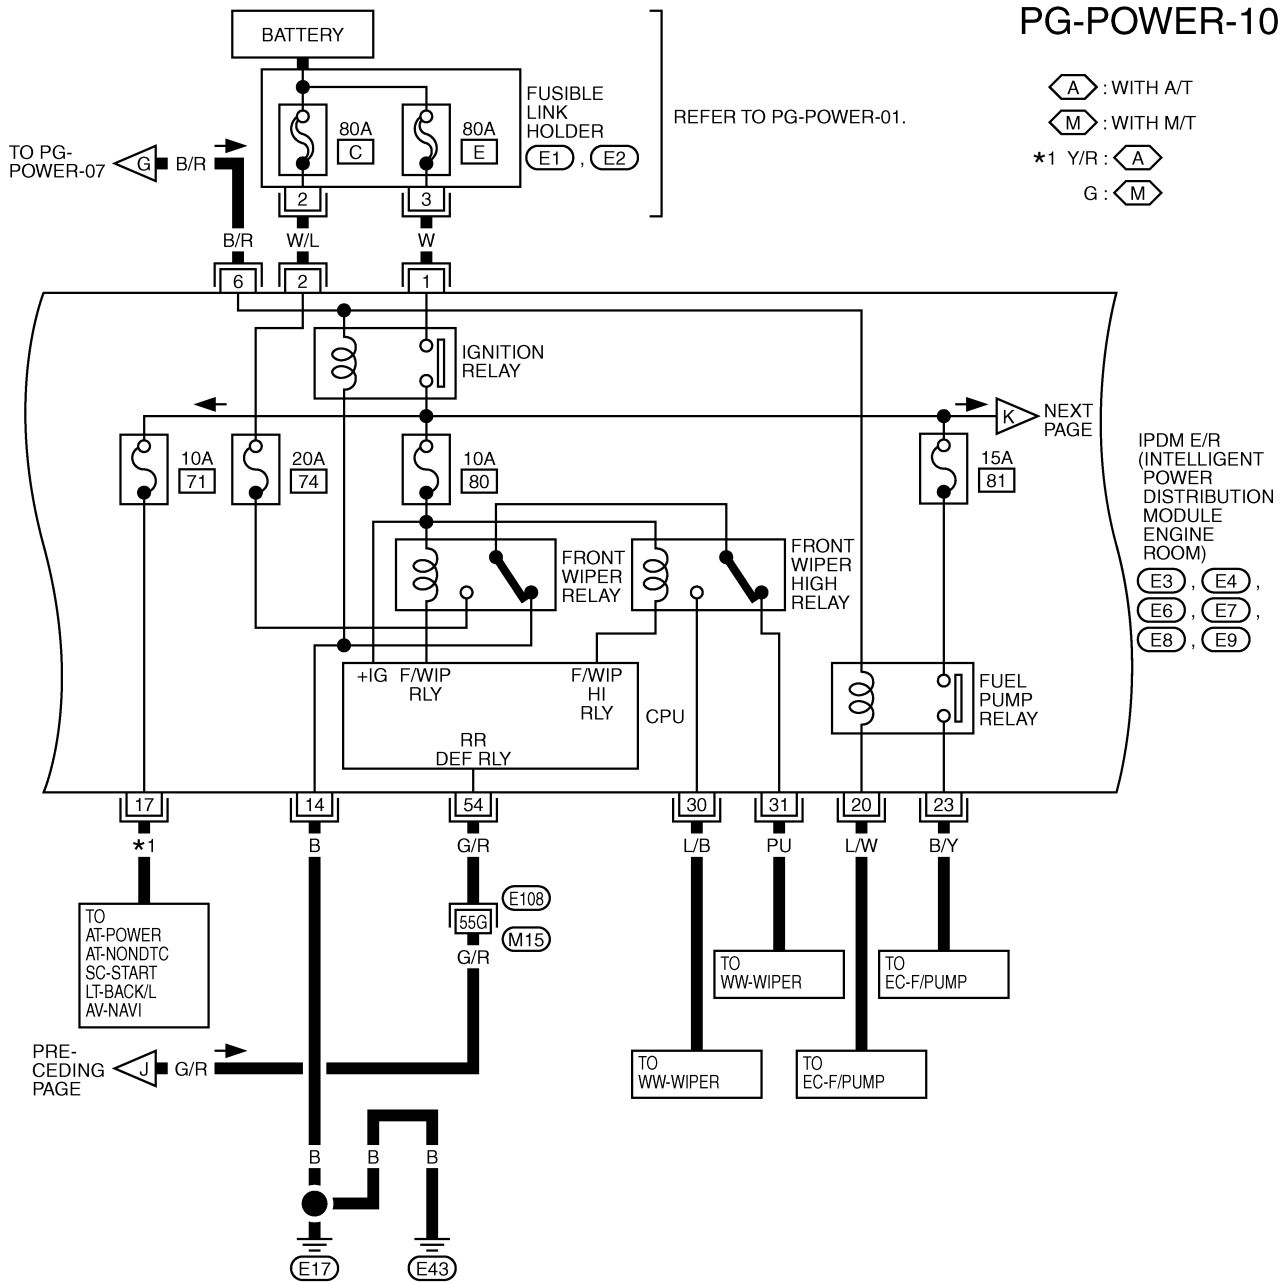 PG-POWER-10
BATTERY
A : WITH A/T
M : WITH M/T
*1 Y/R : A
G : M
FUSIBLE
LINK
HOLDER
E1 , E2
REFER TO PG-POWER-01.
80A
C
80A
E
TO PG-
POWER-07
G
B/R
2
3
B/R
W/L
W
6
2
1
IGNITION
RELAY
K
NEXT
PAGE
10A
71
20A
74
10A
80
15A
81
IPDM E/R
(INTELLIGENT
POWER
DISTRIBUTION
MODULE
ENGINE
ROOM)
E3 , E4 ,
E6 , E7 ,
E8 , E9
FRONT
WIPER
RELAY
FRONT
WIPER
HIGH
RELAY
+IG
F/WIP
RLY
F/WIP
HI
RLY
CPU
RR
DEF RLY
FUEL
PUMP
RELAY
17
14
54
30
31
20
23
*1
B
G/R
L/B
PU
L/W
B/Y
E108
55G
M15
G/R
TO
AT-POWER
AT-NONDTC
SC-START
LT-BACK/L
AV-NAVI
TO
WW-WIPER
TO
EC-F/PUMP
PRE-
CEDING
PAGE
J
G/R
TO
WW-WIPER
TO
EC-F/PUMP
B
B
B
E17
E43